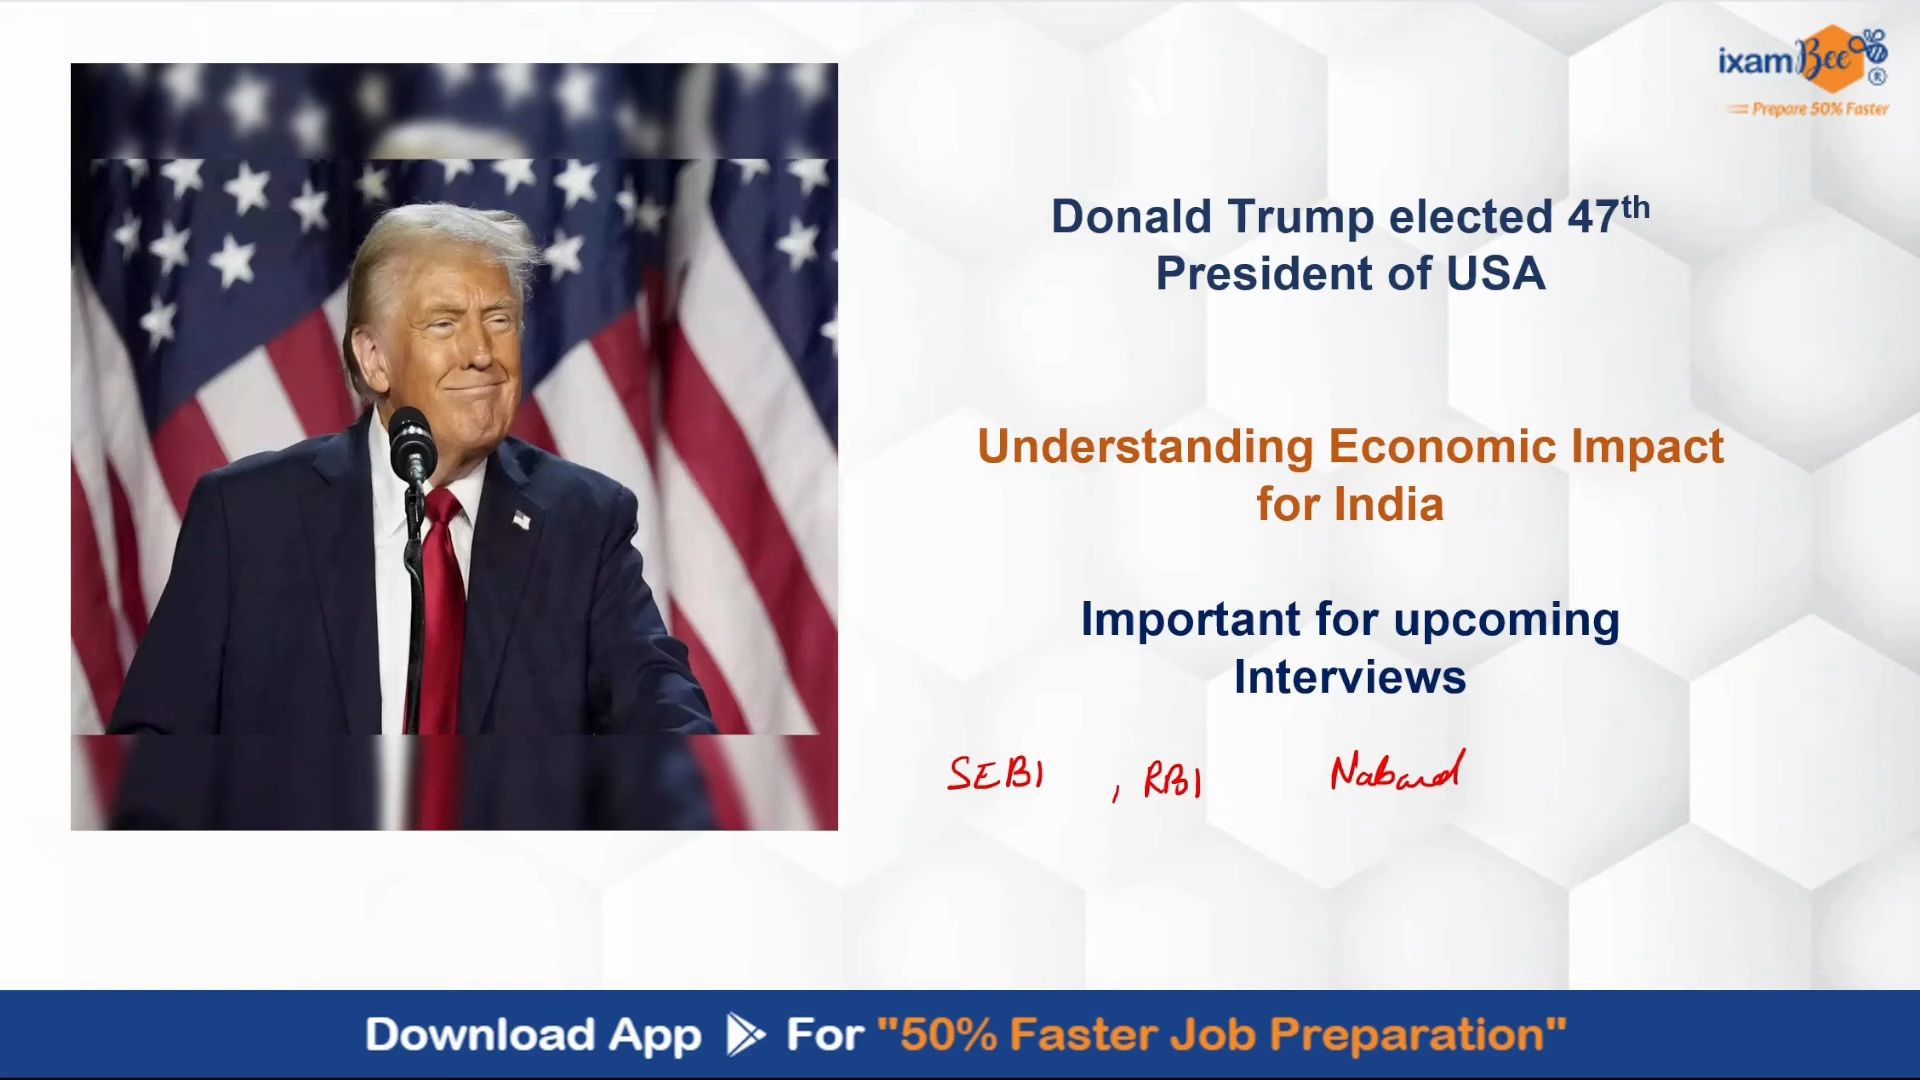 ixamBee®
Prepare 50% Faster
Donald Trump elected 47th
President of USA
Understanding Economic Impact
for India
Important for upcoming
Interviews
SEBI , RBI Nabard
Download App For "50% Faster Job Preparation"